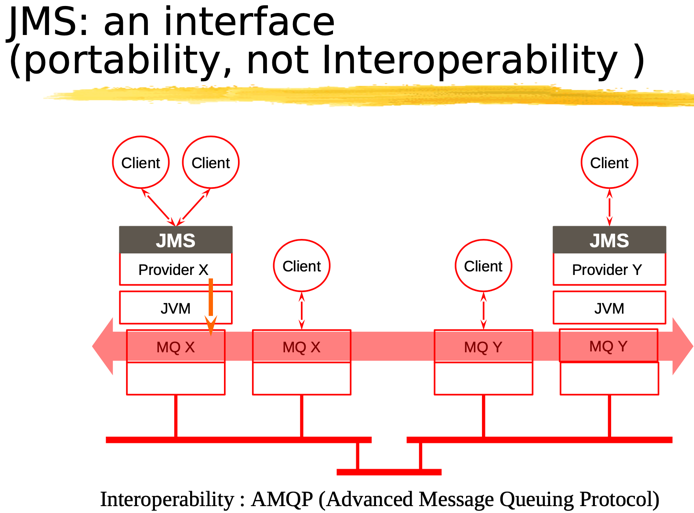 JMS: an interface
(portability, not Interoperability )
Client
Client
Client
JMS
JMS
Provider X
Client
Client
Provider Y
JVM
JVM
MQ X
MQ X
MQ Y
MQ Y
Interoperability : AMQP (Advanced Message Queuing Protocol)